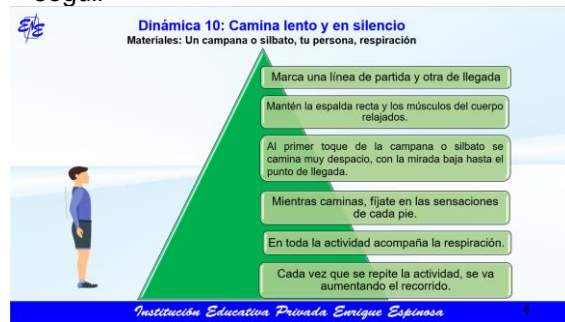 seguir
Dinámica 10: Camina lento y en silencio
Materiales: Un campana o silbato, tu persona, respiración
Marca una línea de partida y otra de llegada
Mantén la espalda recta y los músculos del cuerpo
relajados.
Al primer toque de la campana o silbato se
camina muy despacio, con la mirada baja hasta el
punto de llegada.
Mientras caminas, fíjate en las sensaciones
de cada pie.
En toda la actividad acompaña la respiración.
Cada vez que se repite la actividad, se va
aumentando el recorrido.
Institución Educativa Privada Enrique Espinosa